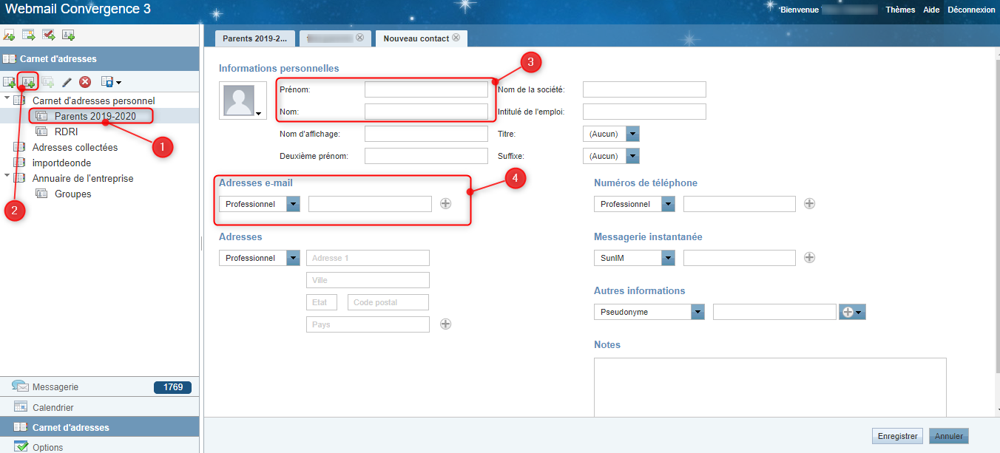 Webmail Convergence 3
Bienvenue
Thèmes
Aide
Déconnexion
Carnet d'adresses
Carnet d'adresses personnel
Parents 2019-2020
RDRI
Adresses collectées
importdeonde
Annuaire de l'entreprise
Groupes
1
2
Messagerie
1769
Calendrier
Carnet d'adresses
Options
Parents 2019-2...
Nouveau contact
Informations personnelles
3
Prénom:
Nom de la société:
Nom:
Intitulé de l'emploi:
Nom d'affichage:
Titre:
(Aucun)
Deuxième prénom:
Suffixe:
(Aucun)
Adresses e-mail
4
Professionnel
Numéros de téléphone
Professionnel
Adresses
Professionnel
Adresse 1
Ville
Etat
Code postal
Pays
Messagerie instantanée
SunIM
Autres informations
Pseudonyme
Notes
Enregistrer
Annuler